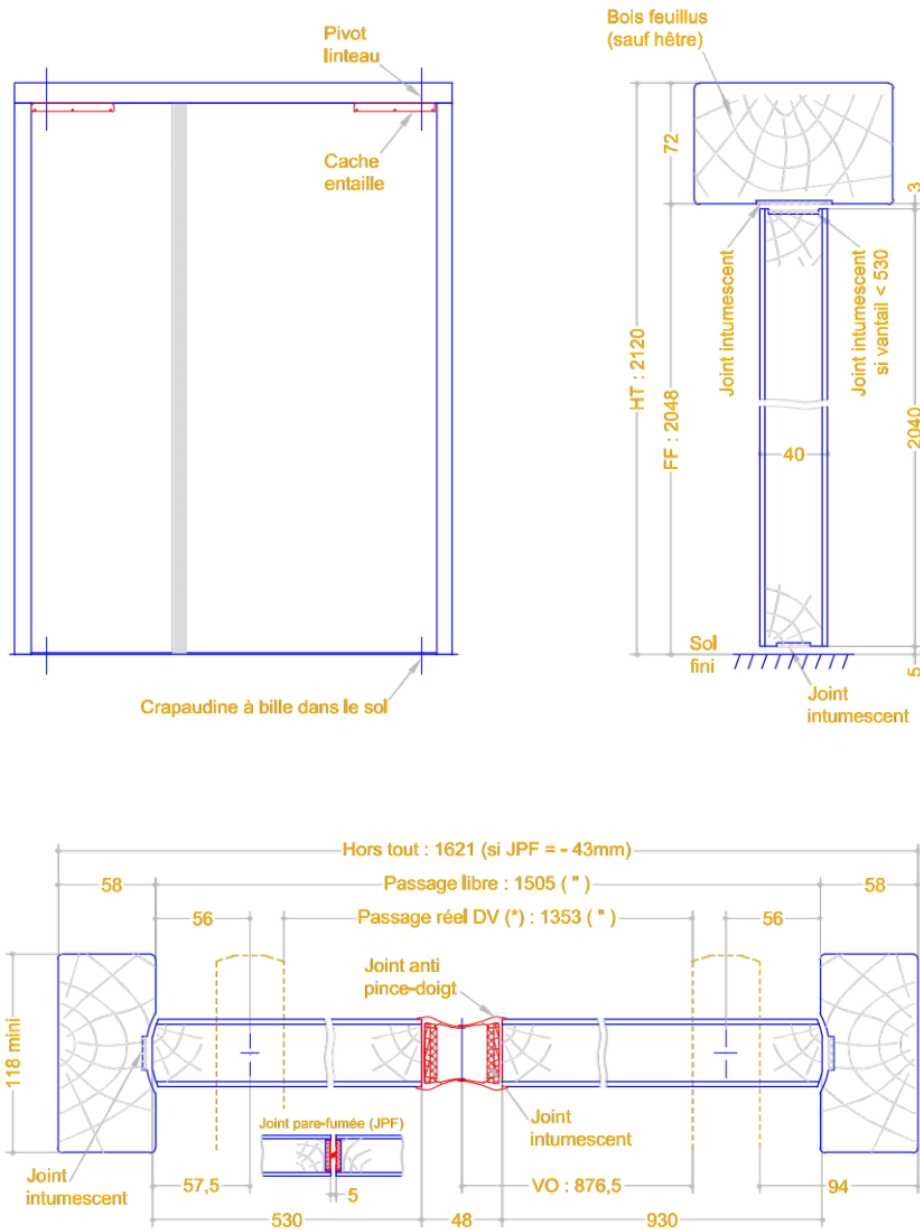 Pivot
linteau
Cache
entaille
Crapaudine à bille dans le sol
Bois feuillus
(sauf hêtre)
72
3
Joint intumescent
Joint intumescent
si vantail < 530
HT : 2120
FF : 2048
40
2040
Sol
fini
5
Joint
intumescent
Hors tout : 1621 (si JPF = - 43mm)
58
Passage libre : 1505 ( " )
58
56
Passage réel DV (*) : 1353 ( " )
56
Joint anti
pince-doigt
118 mini
Joint pare-fumée (JPF)
Joint
intumescent
Joint
intumescent
57,5
5
VO : 876,5
94
530
48
930